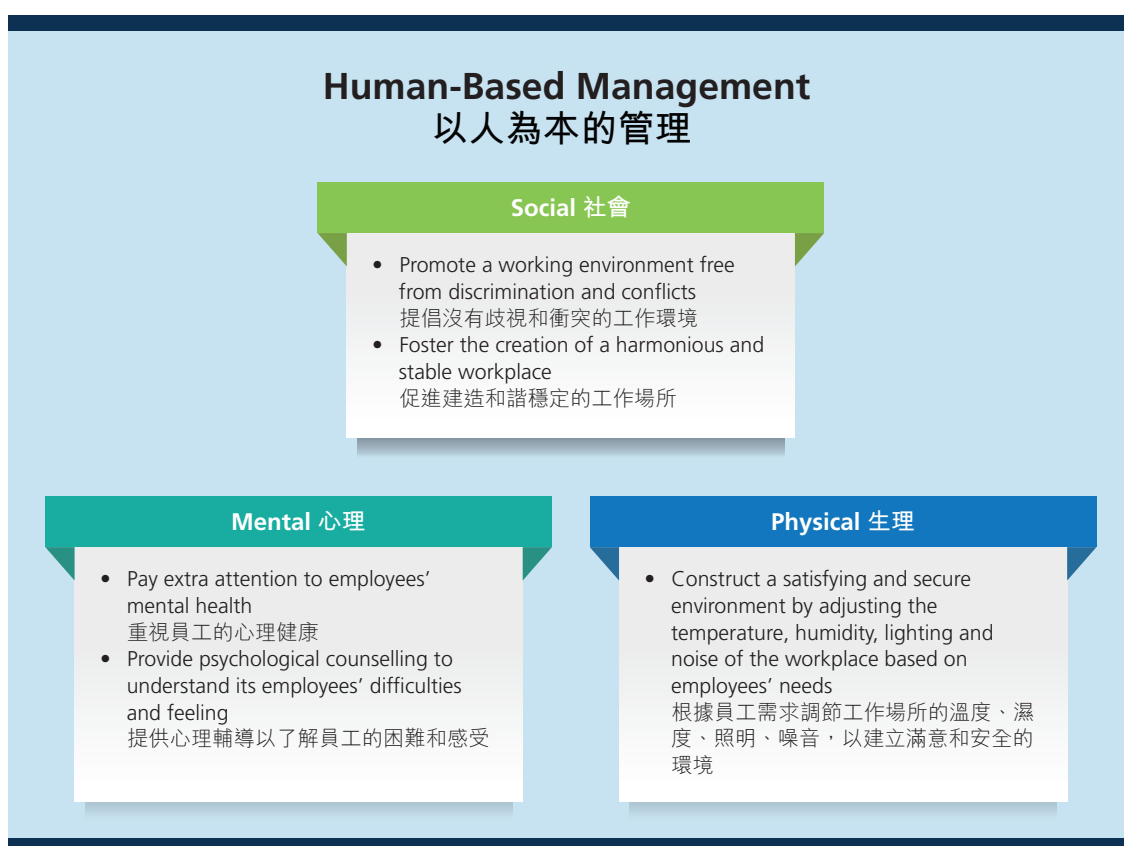 Human-Based Management
以人為本的管理
Social 社會
• Promote a working environment free
from discrimination and conflicts
提倡沒有歧視和衝突的工作環境
• Foster the creation of a harmonious and
stable workplace
促進建造和諧穩定的工作場所
Mental 心理
• Pay extra attention to employees’
mental health
重視員工的心理健康
• Provide psychological counselling to
understand its employees’ difficulties
and feeling
提供心理輔導以了解員工的困難和感受
Physical 生理
• Construct a satisfying and secure
environment by adjusting the
temperature, humidity, lighting and
noise of the workplace based on
employees’ needs
根據員工需求調節工作場所的溫度、濕
度、照明、噪音，以建立滿意和安全的
環境